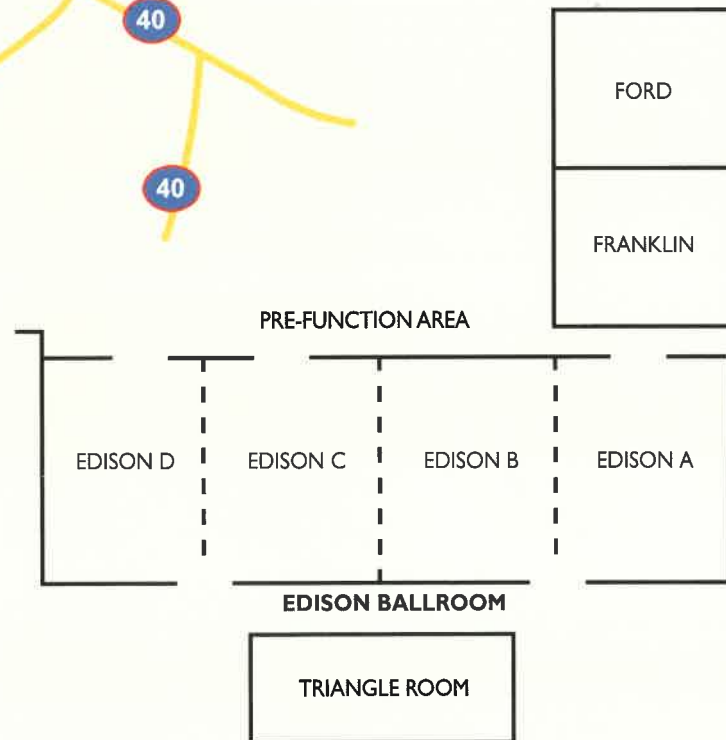 40
FORD
40
FRANKLIN
PRE-FUNCTION AREA
EDISON D
EDISON C
EDISON B
EDISON A
EDISON BALLROOM
TRIANGLE ROOM